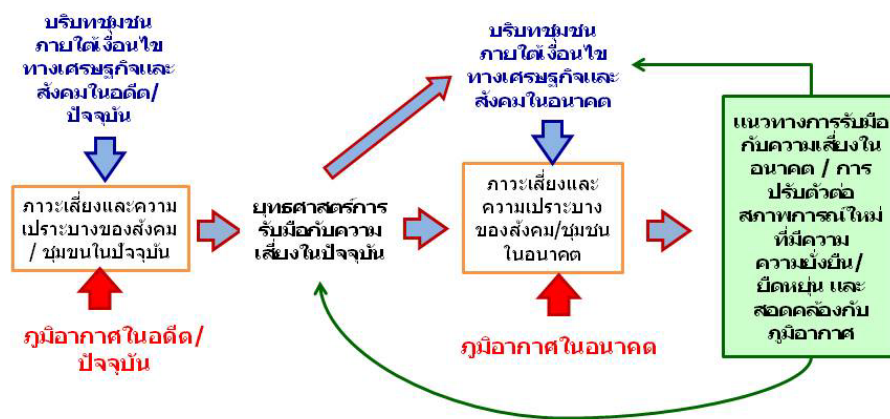 บริบทชุมชน
ภายใต้เงื่อนไข
ทางเศรษฐกิจและ
สังคมในอดีต/
ปัจจุบัน
ภาวะเสี่ยงและความ
เปราะบางของสังคม
/ ชุมขนในปัจจุบัน
ภูมิอากาศในอดีต/
ปัจจุบัน
ยุทธศาสตร์การ
รับมือกับความ
เสี่ยงในปัจจุบัน
บริบทชุมชน
ภายใต้เงื่อนไข
ทางเศรษฐกิจและ
สังคมในอนาคต
ภาวะเสี่ยงและ
ความเปราะบาง
ของสังคม/ชุมชน
ในอนาคต
ภูมิอากาศในอนาคต
แนวทางการรับมือ
กับความเสี่ยงใน
อนาคต / การ
ปรับตัวต่อ
สภาพการณ์ใหม่
ที่มีความ
ความยั่งยืน/
ยืดหยุ่น และ
สอดคล้องกับ
ภูมิอากาศ